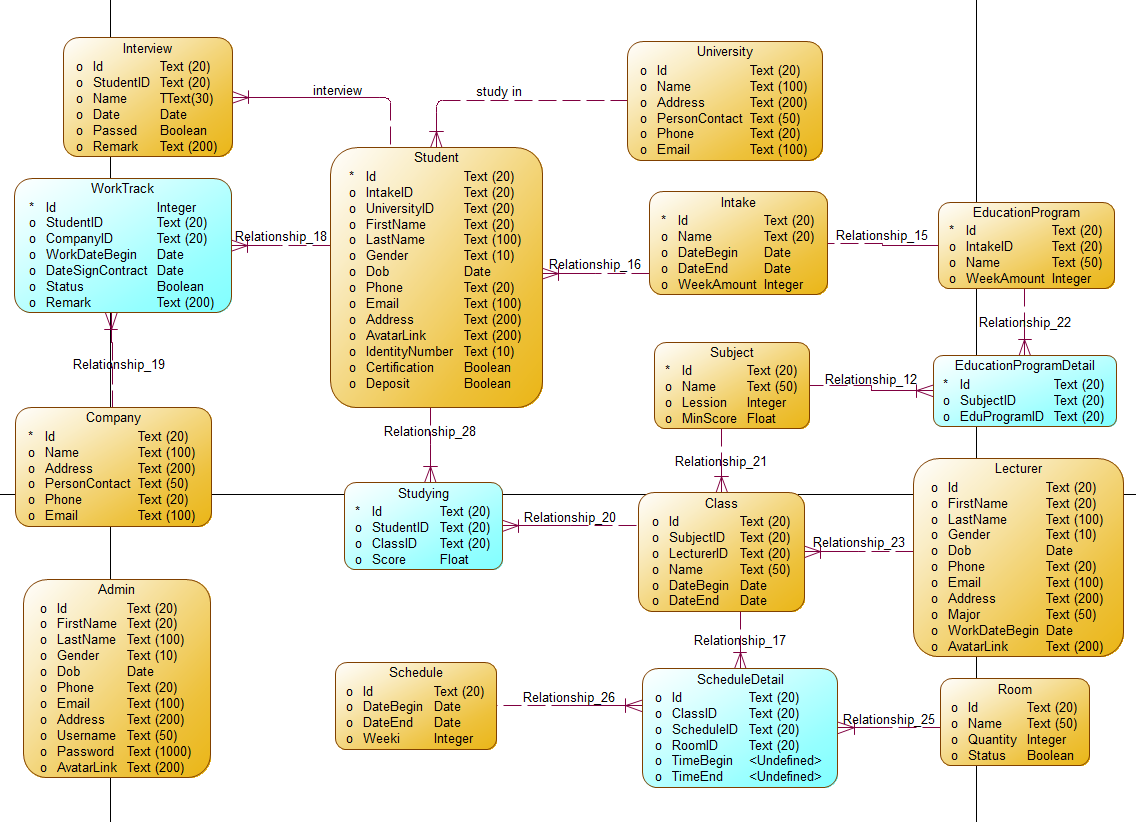 Interview
o Id Text (20)
o StudentID Text (20)
o Name TText(30)
o Date Date
o Passed Boolean
o Remark Text (200)
interview
study in
University
o Id Text (20)
o Name Text (100)
o Address Text (200)
o PersonContact Text (50)
o Phone Text (20)
o Email Text (100)
WorkTrack
* Id Integer
o StudentID Text (20)
o CompanyID Text (20)
o WorkDateBegin Date
o DateSignContract Date
o Status Boolean
o Remark Text (200)
Relationship_18
Student
* Id Text (20)
o IntakeID Text (20)
o UniversityID Text (20)
o FirstName Text (20)
o LastName Text (100)
o Gender Text (10)
o Dob Date
o Phone Text (20)
o Email Text (100)
o Address Text (200)
o AvatarLink Text (200)
o IdentityNumber Text (10)
o Certification Boolean
o Deposit Boolean
Relationship_16
Intake
* Id Text (20)
o Name Text (20)
o DateBegin Date
o DateEnd Date
o WeekAmount Integer
Relationship_15
EducationProgram
* Id Text (20)
o IntakeID Text (20)
o Name Text (50)
o WeekAmount Integer
Relationship_22
Relationship_19
Subject
* Id Text (20)
o Name Text (50)
o Lession Integer
o MinScore Float
Relationship_12
EducationProgramDetail
* Id Text (20)
o SubjectID Text (20)
o EduProgramID Text (20)
Company
* Id Text (20)
o Name Text (100)
o Address Text (200)
o PersonContact Text (50)
o Phone Text (20)
o Email Text (100)
Relationship_28
Relationship_21
Studying
* Id Text (20)
o StudentID Text (20)
o ClassID Text (20)
o Score Float
Relationship_20
Class
o Id Text (20)
o SubjectID Text (20)
o LecturerID Text (20)
o Name Text (50)
o DateBegin Date
o DateEnd Date
Relationship_23
Lecturer
o Id Text (20)
o FirstName Text (20)
o LastName Text (100)
o Gender Text (10)
o Dob Date
o Phone Text (20)
o Email Text (100)
o Address Text (200)
o Major Text (50)
o WorkDateBegin Date
o AvatarLink Text (200)
Admin
o Id Text (20)
o FirstName Text (20)
o LastName Text (100)
o Gender Text (10)
o Dob Date
o Phone Text (20)
o Email Text (100)
o Address Text (200)
o Username Text (50)
o Password Text (1000)
o AvatarLink Text (200)
Relationship_17
Schedule
o Id Text (20)
o DateBegin Date
o DateEnd Date
o Weeki Integer
Relationship_26
ScheduleDetail
o Id Text (20)
o ClassID Text (20)
o ScheduleID Text (20)
o RoomID Text (20)
o TimeBegin <Undefined>
o TimeEnd <Undefined>
Relationship_25
Room
o Id Text (20)
o Name Text (50)
o Quantity Integer
o Status Boolean